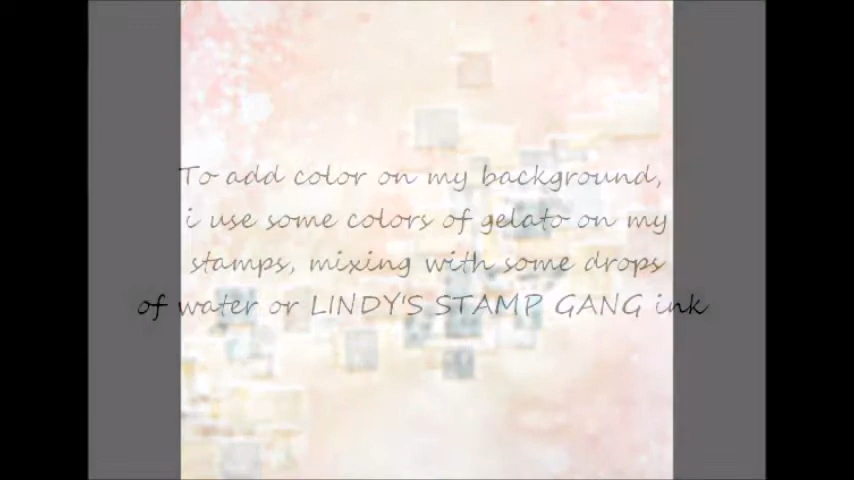 To add color on my background,
i use some colors of gelato on my
stamps, mixing with some drops
of water or LINDY'S STAMP GANG ink